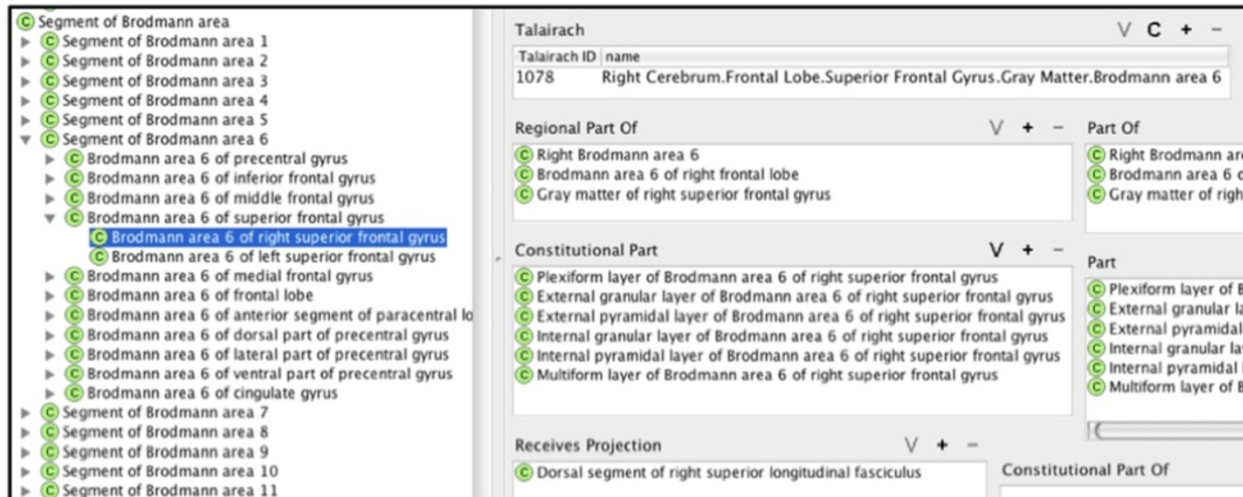 Segment of Brodmann area
Segment of Brodmann area 1
Segment of Brodmann area 2
Segment of Brodmann area 3
Segment of Brodmann area 4
Segment of Brodmann area 5
Segment of Brodmann area 6
Brodmann area 6 of precentral gyrus
Brodmann area 6 of inferior frontal gyrus
Brodmann area 6 of middle frontal gyrus
Brodmann area 6 of superior frontal gyrus
Brodmann area 6 of right superior frontal gyrus
Brodmann area 6 of left superior frontal gyrus
Brodmann area 6 of medial frontal gyrus
Brodmann area 6 of frontal lobe
Brodmann area 6 of anterior segment of paracentral lo
Brodmann area 6 of dorsal part of precentral gyrus
Brodmann area 6 of lateral part of precentral gyrus
Brodmann area 6 of ventral part of precentral gyrus
Brodmann area 6 of cingulate gyrus
Segment of Brodmann area 7
Segment of Brodmann area 8
Segment of Brodmann area 9
Segment of Brodmann area 10
Segment of Brodmann area 11
Talairach V C + -
Talairach ID name
1078 Right Cerebrum.Frontal Lobe.Superior Frontal Gyrus.Gray Matter.Brodmann area 6
Regional Part Of V + -
Right Brodmann area 6
Brodmann area 6 of right frontal lobe
Gray matter of right superior frontal gyrus
Part Of
Right Brodmann are
Brodmann area 6 o
Gray matter of righ
Constitutional Part V + -
Plexiform layer of Brodmann area 6 of right superior frontal gyrus
External granular layer of Brodmann area 6 of right superior frontal gyrus
External pyramidal layer of Brodmann area 6 of right superior frontal gyrus
Internal granular layer of Brodmann area 6 of right superior frontal gyrus
Internal pyramidal layer of Brodmann area 6 of right superior frontal gyrus
Multiform layer of Brodmann area 6 of right superior frontal gyrus
Part
Plexiform layer of B
External granular la
External pyramidal
Internal granular lay
Internal pyramidal
Multiform layer of B
Receives Projection V + -
Dorsal segment of right superior longitudinal fasciculus
Constitutional Part Of